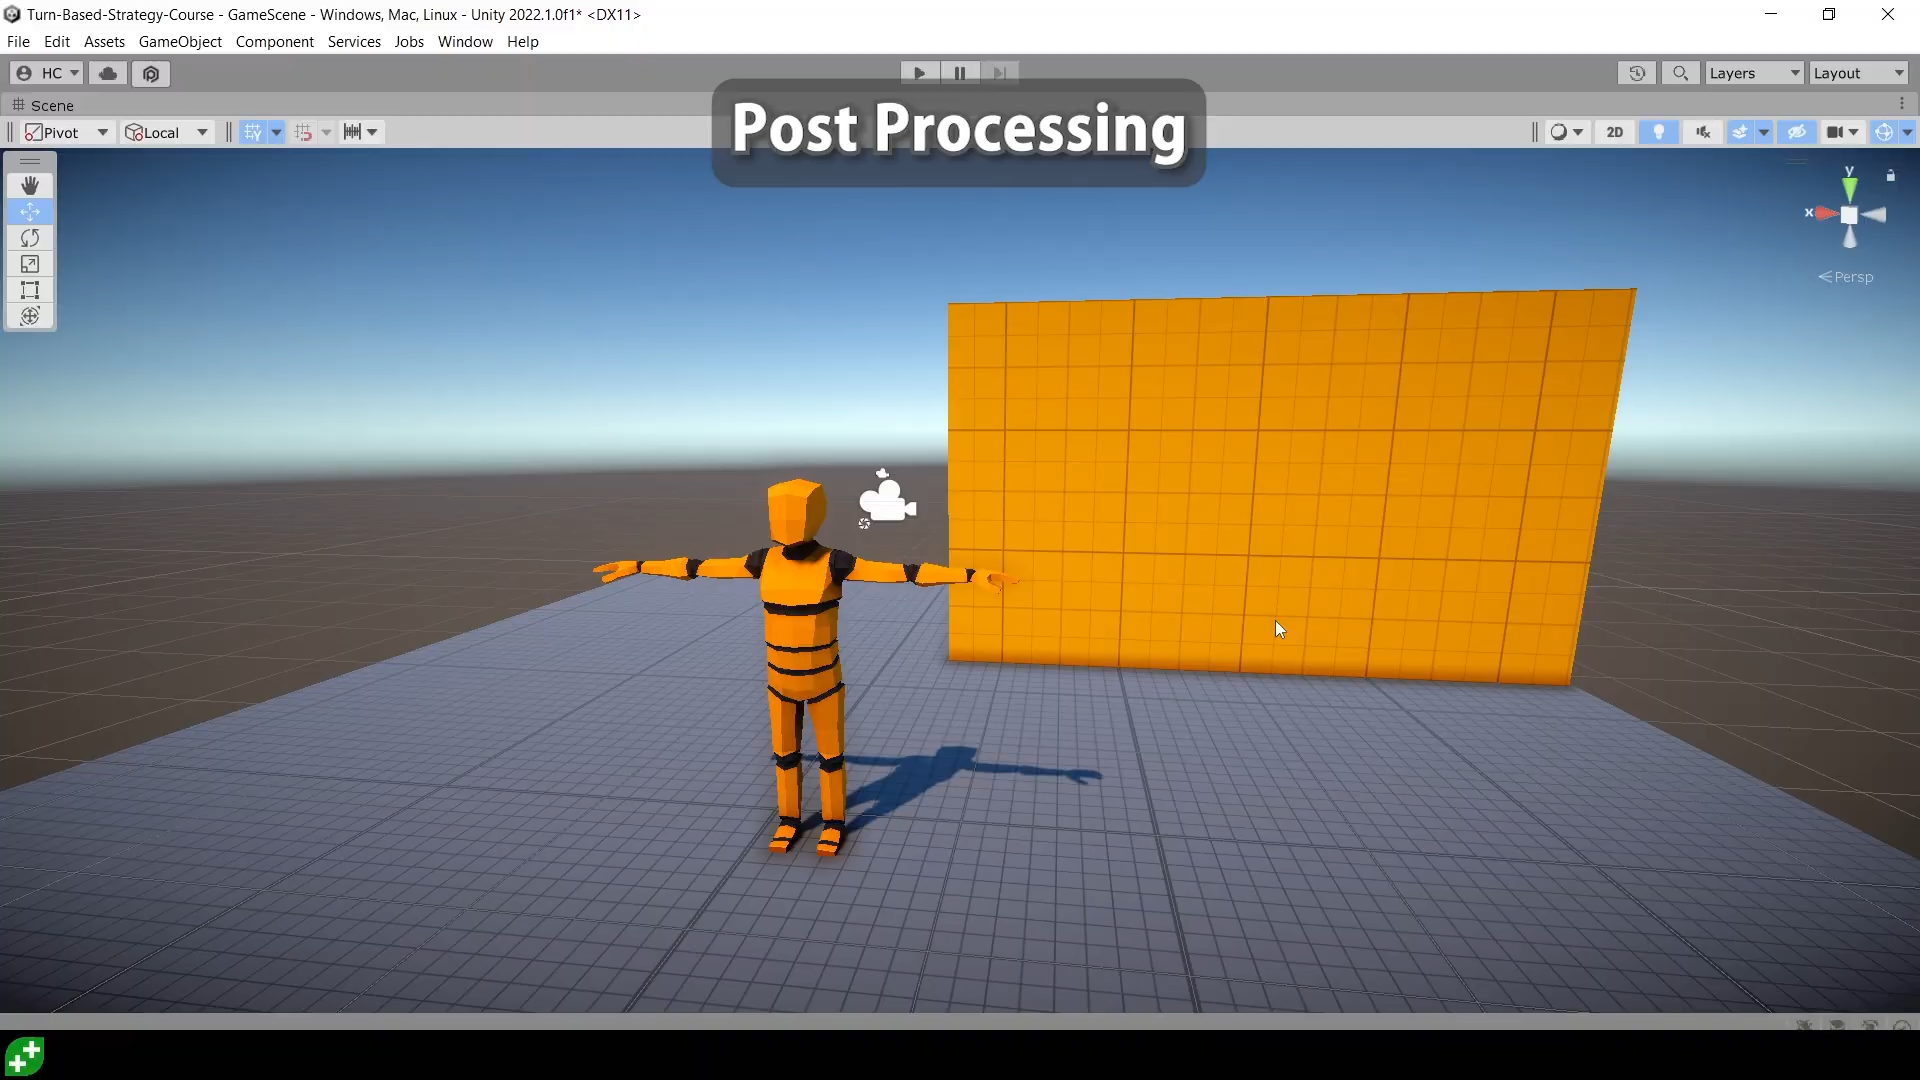 Turn-Based-Strategy-Course - GameScene - Windows, Mac, Linux - Unity 2022.1.0f1* <DX11>
File Edit Assets GameObject Component Services Jobs Window Help
HC Layers Layout
Scene
Post Processing
Pivot Local 2D
y
x
Persp